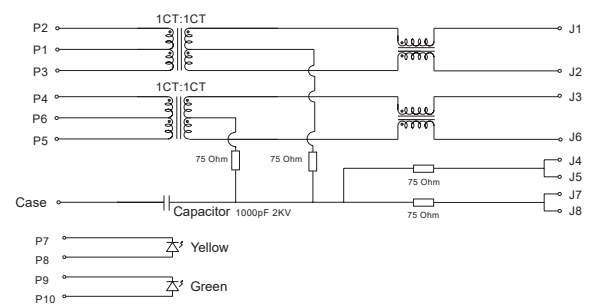 1CT:1CT
P2
J1
P1
P3
J2
1CT:1CT
P4
J3
P6
P5
J6
75 Ohm
75 Ohm
J4
75 Ohm
J5
J7
Case
Capacitor 1000pF 2KV
75 Ohm
J8
P7
Yellow
P8
P9
Green
P10